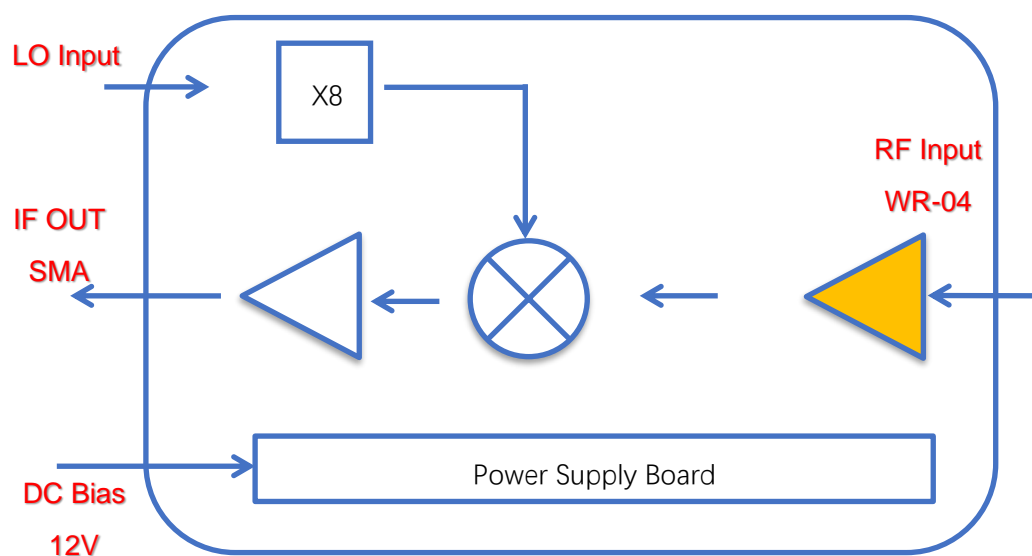 LO Input
X8
RF Input
WR-04
IF OUT
SMA
Power Supply Board
DC Bias
12V